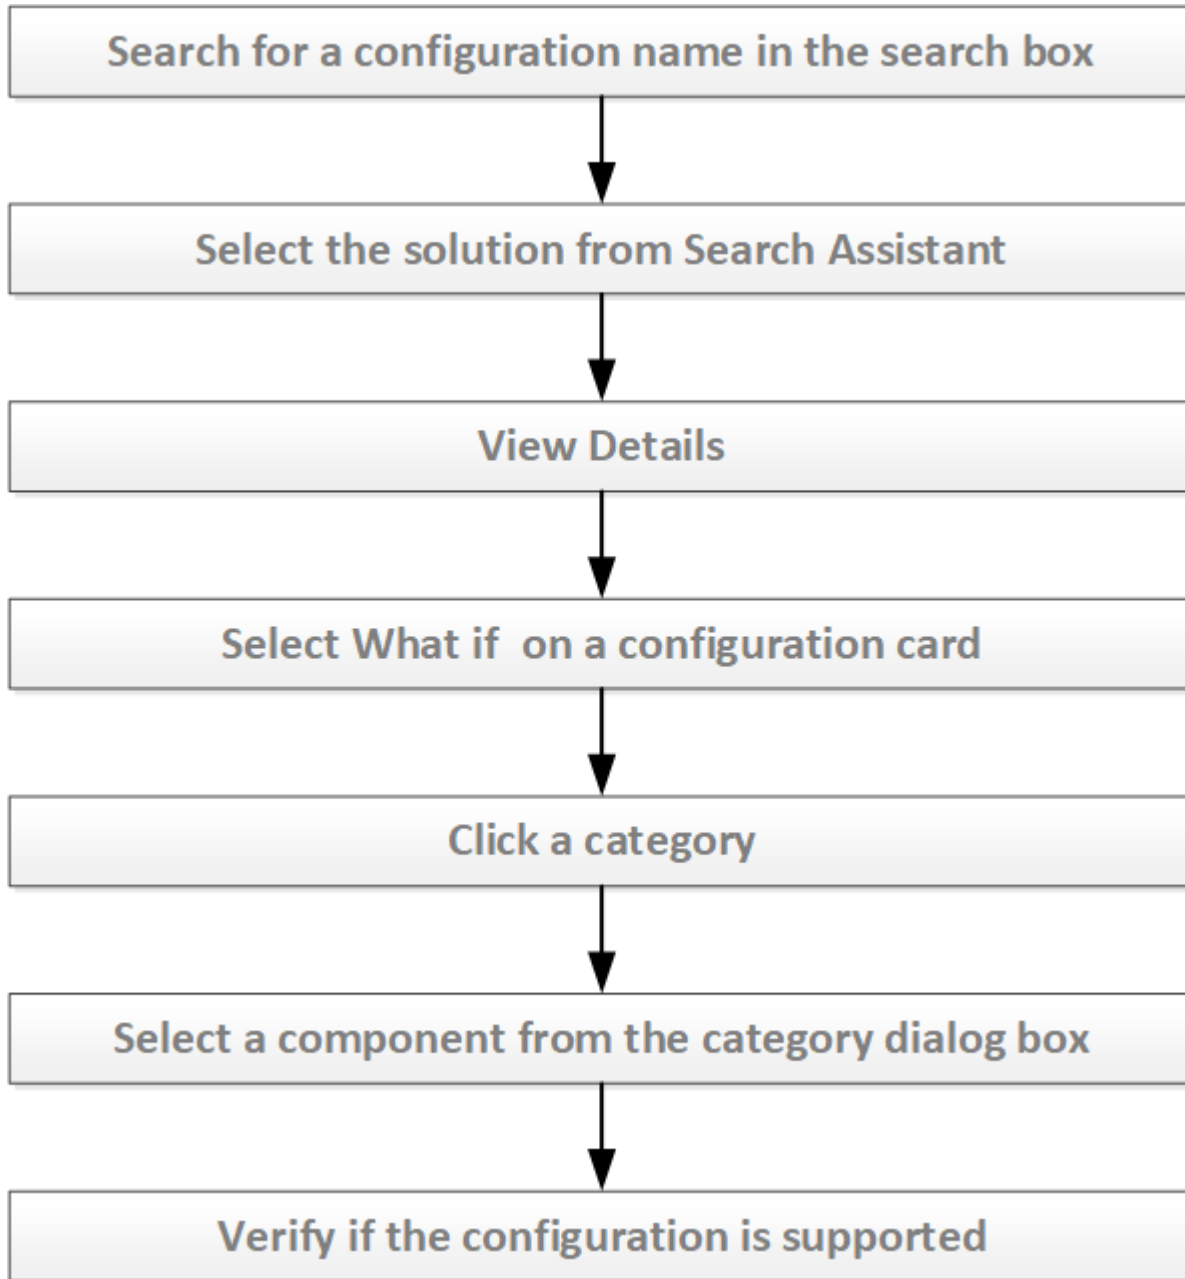 Search for a configuration name in the search box
Select the solution from Search Assistant
View Details
Select What if  on a configuration card
Click a category
Select a component from the category dialog box
Verify if the configuration is supported